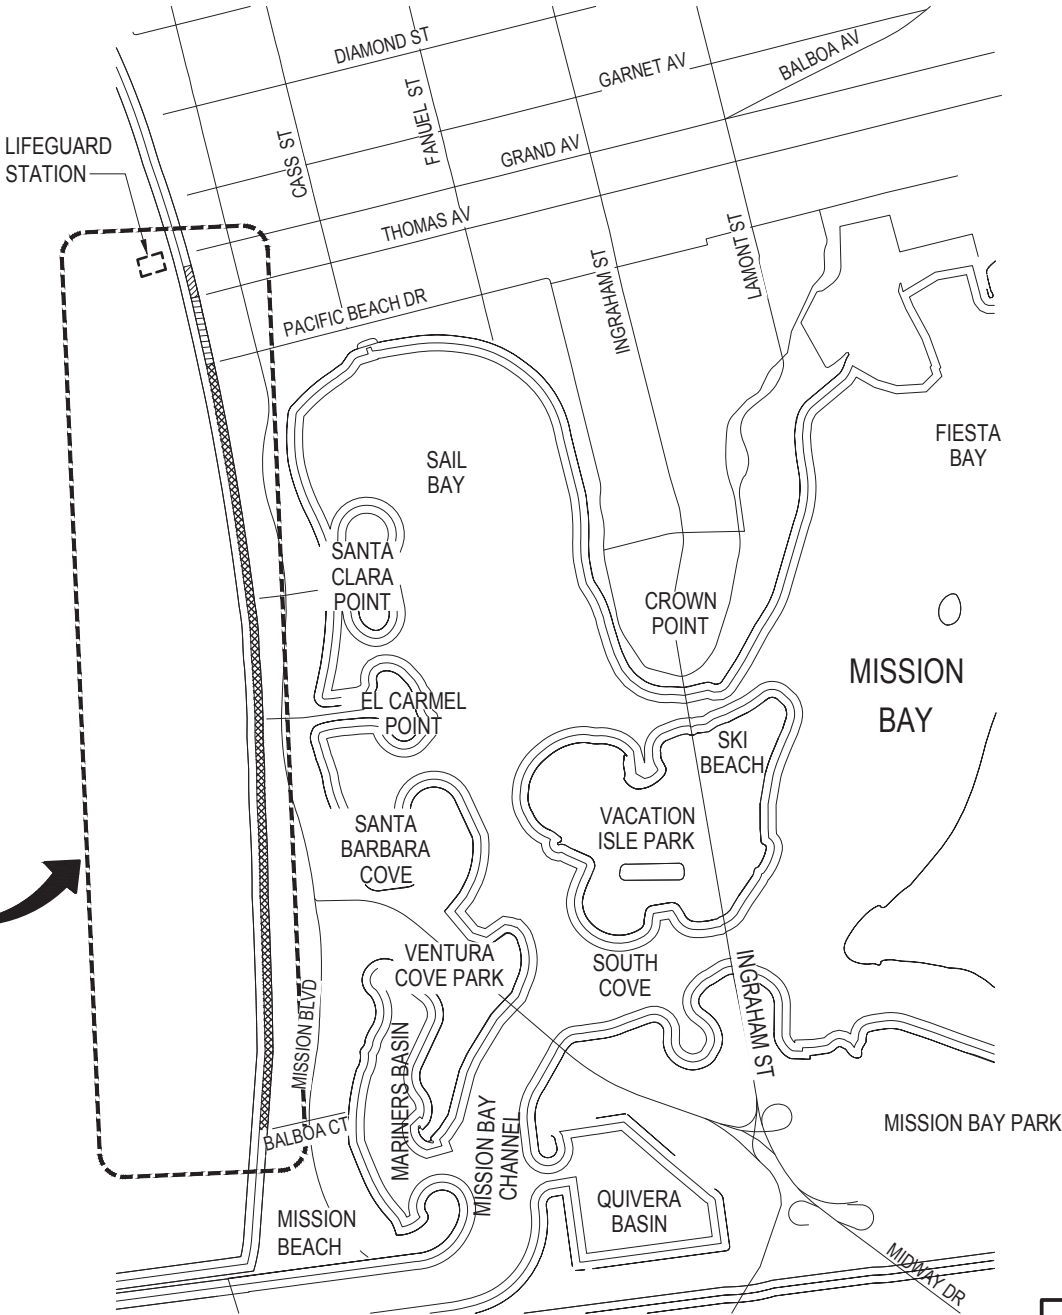 DIAMOND ST
GARNET AV
BALBOA AV
LIFEGUARD
STATION
CASS ST
FANUEL ST
GRAND AV
THOMAS AV
INGRAHAM ST
LAMONT ST
PACIFIC BEACH DR
SAIL
BAY
FIESTA
BAY
SANTA
CLARA
POINT
CROWN
POINT
MISSION
BAY
EL CARMEL
POINT
SKI
BEACH
SANTA
BARBARA
COVE
VACATION
ISLE PARK
VENTURA
COVE PARK
SOUTH
COVE
INGRAHAM ST
MISSION BLVD
MARINERS BASIN
MISSION BAY
CHANNEL
BALBOA CT
MISSION BAY PARK
QUIVERA
BASIN
MISSION
BEACH
MIDWAY DR